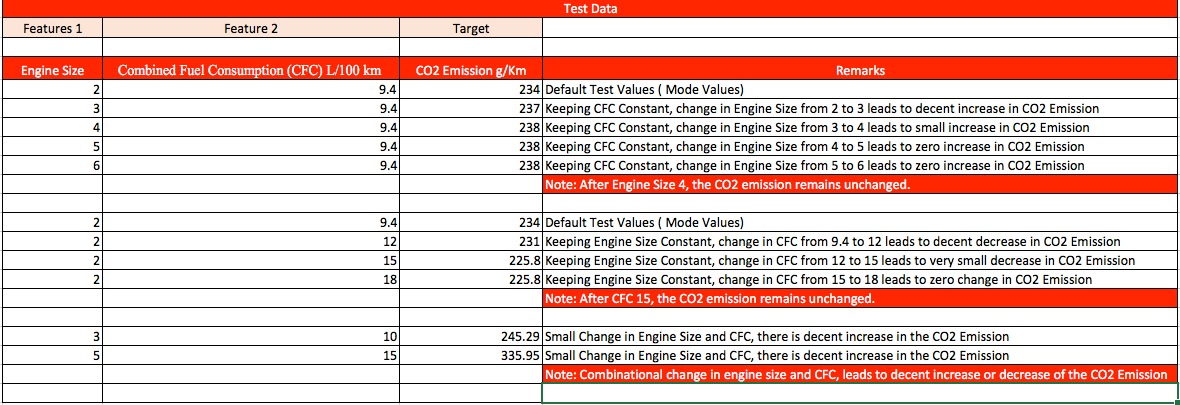 Test Data
Features 1 Feature 2 Target
Engine Size Combined Fuel Consumption (CFC) L/100 km CO2 Emission g/Km Remarks
2 9.4 234 Default Test Values ( Mode Values)
3 9.4 237 Keeping CFC Constant, change in Engine Size from 2 to 3 leads to decent increase in CO2 Emission
4 9.4 238 Keeping CFC Constant, change in Engine Size from 3 to 4 leads to small increase in CO2 Emission
5 9.4 238 Keeping CFC Constant, change in Engine Size from 4 to 5 leads to zero increase in CO2 Emission
6 9.4 238 Keeping CFC Constant, change in Engine Size from 5 to 6 leads to zero increase in CO2 Emission
Note: After Engine Size 4, the CO2 emission remains unchanged.
2 9.4 234 Default Test Values ( Mode Values)
2 12 231 Keeping Engine Size Constant, change in CFC from 9.4 to 12 leads to decent decrease in CO2 Emission
2 15 225.8 Keeping Engine Size Constant, change in CFC from 12 to 15 leads to very small decrease in CO2 Emission
2 18 225.8 Keeping Engine Size Constant, change in CFC from 15 to 18 leads to zero change in CO2 Emission
Note: After CFC 15, the CO2 emission remains unchanged.
3 10 245.29 Small Change in Engine Size and CFC, there is decent increase in the CO2 Emission
5 15 335.95 Small Change in Engine Size and CFC, there is decent increase in the CO2 Emission
Note: Combinational change in engine size and CFC, leads to decent increase or decrease of the CO2 Emission